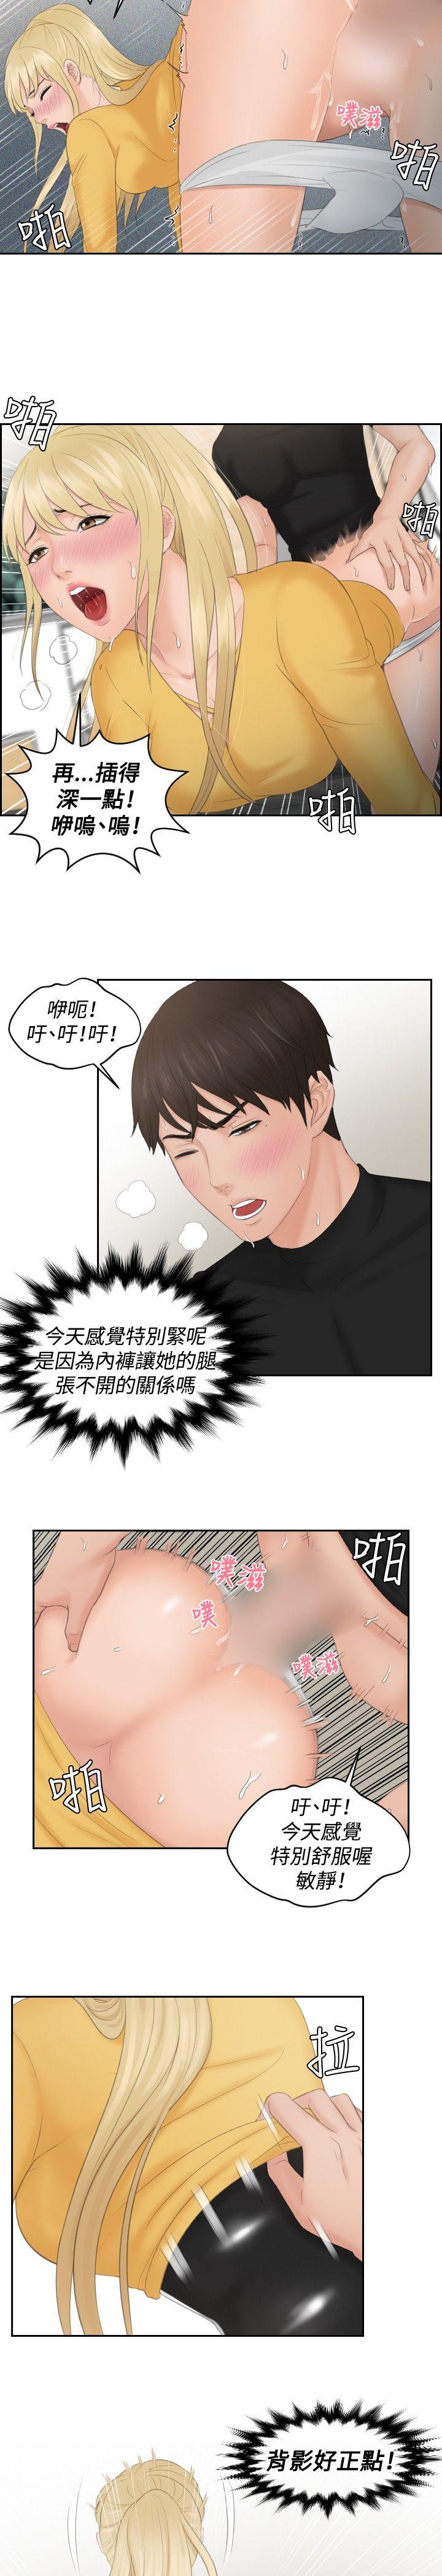 噗滋
啪
啪
啪
啪
再...插得
深一點!
咿嗚、嗚!
啪
咿呃!
吁、吁!吁!
今天感覺特別緊呢
是因為內褲讓她的腿
張不開的關係嗎
啪
噗滋
噗
噗滋
啪
吁、吁!
今天感覺
特別舒服喔
敏靜!
拉
背影好正點!